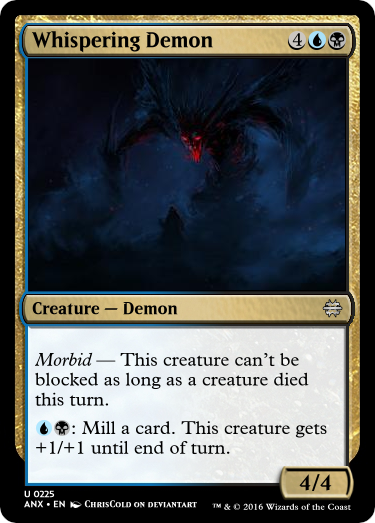 Whispering Demon 4
Creature — Demon
Morbid — This creature can't be
blocked as long as a creature died
this turn.
: Mill a card. This creature gets
+1/+1 until end of turn.
4/4
U 0225
ANX • EN ChrisCold on deviantart
™ & © 2016 Wizards of the Coast